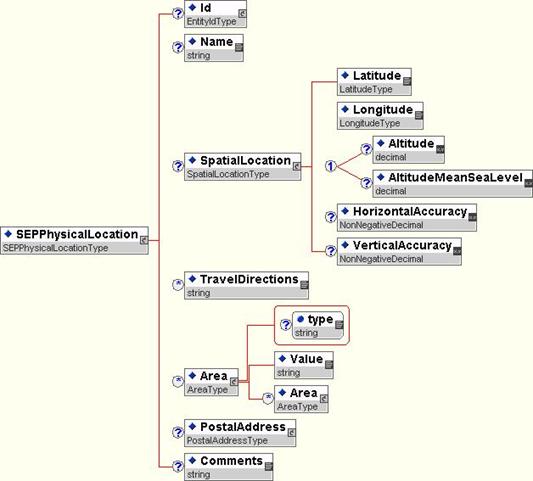 ? Id
EntityIdType
? Name
string
Latitude
LatitudeType
Longitude
LongitudeType
? Altitude
decimal
1
? AltitudeMeanSeaLevel
decimal
? SpatialLocation
SpatialLocationType
? HorizontalAccuracy
NonNegativeDecimal
? VerticalAccuracy
NonNegativeDecimal
SEPPhysicalLocation
SEPPhysicalLocationType
* TravelDirections
string
? type
string
Value
string
* Area
AreaType
* Area
AreaType
? PostalAddress
PostalAddressType
? Comments
string